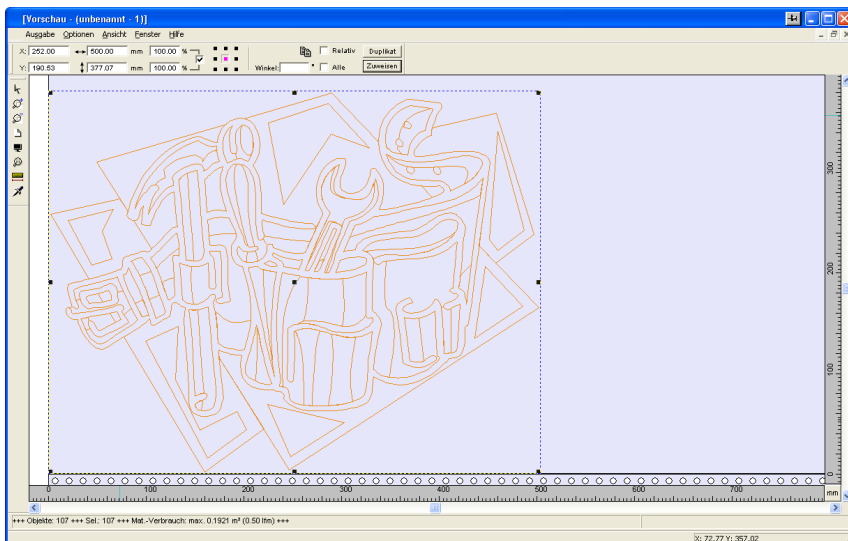 [Vorschau - (unbenannt - 1)]
Ausgabe Optionen Ansicht Fenster Hilfe
X: 252.00 500.00 mm 100.00 % Relativ Duplikat
Y: 190.53 377.07 mm 100.00 % Winkel: ° Alle Zuweisen
300
200
100
0
0 100 200 300 400 500 600 700 mm
+++ Objekte: 107 +++ Sel.: 107 +++ Mat.-Verbrauch: max. 0.1921 m² (0.50 lfm) +++
X: 72.77 Y: 357.02